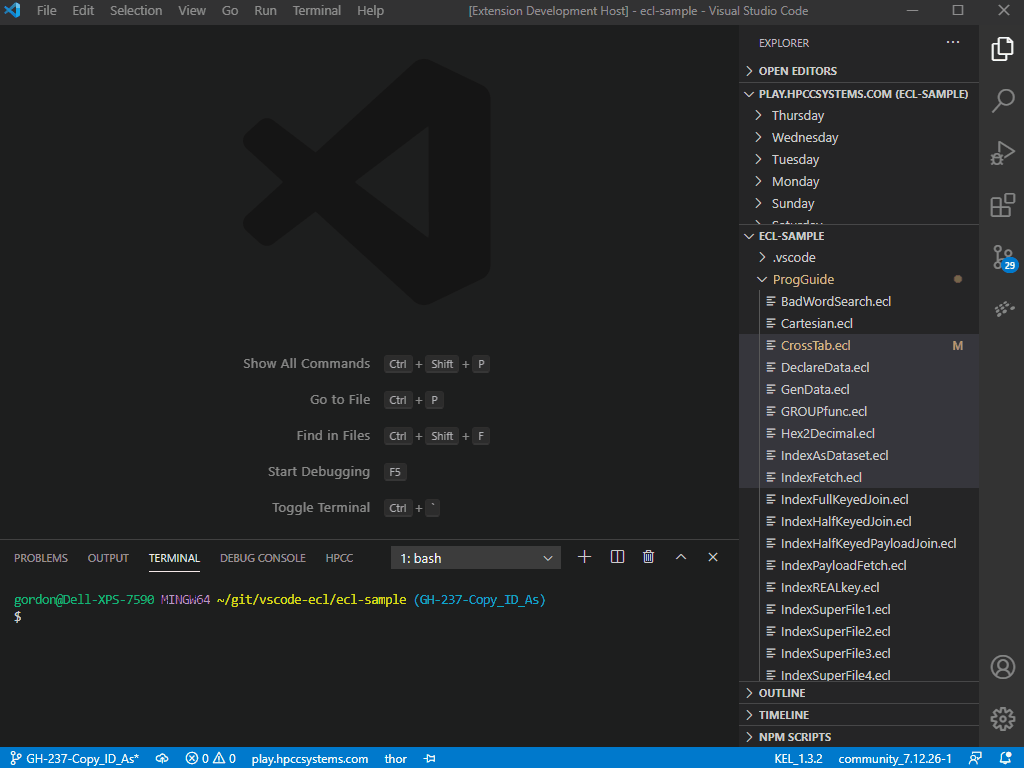 File Edit Selection View Go Run Terminal Help [Extension Development Host] - ecl-sample - Visual Studio Code
Show All Commands Ctrl + Shift + P
Go to File Ctrl + P
Find in Files Ctrl + Shift + F
Start Debugging F5
Toggle Terminal Ctrl + `
PROBLEMS OUTPUT TERMINAL DEBUG CONSOLE HPCC 1: bash
gordon@Dell-XPS-7590 MINGW64 ~/git/vscode-ecl/ecl-sample (GH-237-Copy_ID_As)
$
EXPLORER ...
OPEN EDITORS
PLAY.HPCCSYSTEMS.COM (ECL-SAMPLE)
Thursday
Wednesday
Tuesday
Monday
Sunday
Saturday
ECL-SAMPLE
.vscode
ProgGuide
BadWordSearch.ecl
Cartesian.ecl
CrossTab.ecl M
DeclareData.ecl
GenData.ecl
GROUPfunc.ecl
Hex2Decimal.ecl
IndexAsDataset.ecl
IndexFetch.ecl
IndexFullKeyedJoin.ecl
IndexHalfKeyedJoin.ecl
IndexHalfKeyedPayloadJoin.ecl
IndexPayloadFetch.ecl
IndexREALkey.ecl
IndexSuperFile1.ecl
IndexSuperFile2.ecl
IndexSuperFile3.ecl
IndexSuperFile4.ecl
OUTLINE
TIMELINE
NPM SCRIPTS
29
GH-237-Copy_ID_As* 0 0 play.hpccsystems.com thor KEL_1.3.2 community_7.12.26-1